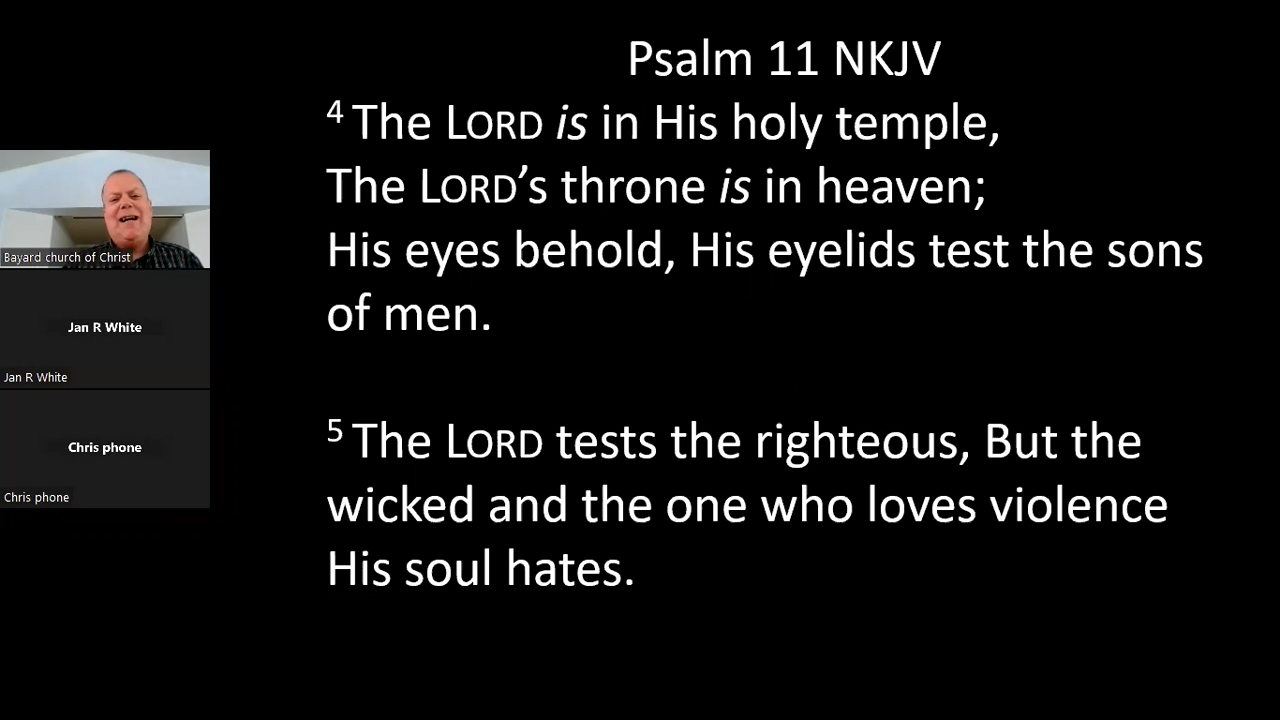 Psalm 11 NKJV
4 The LORD is in His holy temple,
The LORD’s throne is in heaven;
His eyes behold, His eyelids test the sons
of men.
5 The LORD tests the righteous, But the
wicked and the one who loves violence
His soul hates.
Bayard church of Christ
Jan R White
Jan R White
Chris phone
Chris phone